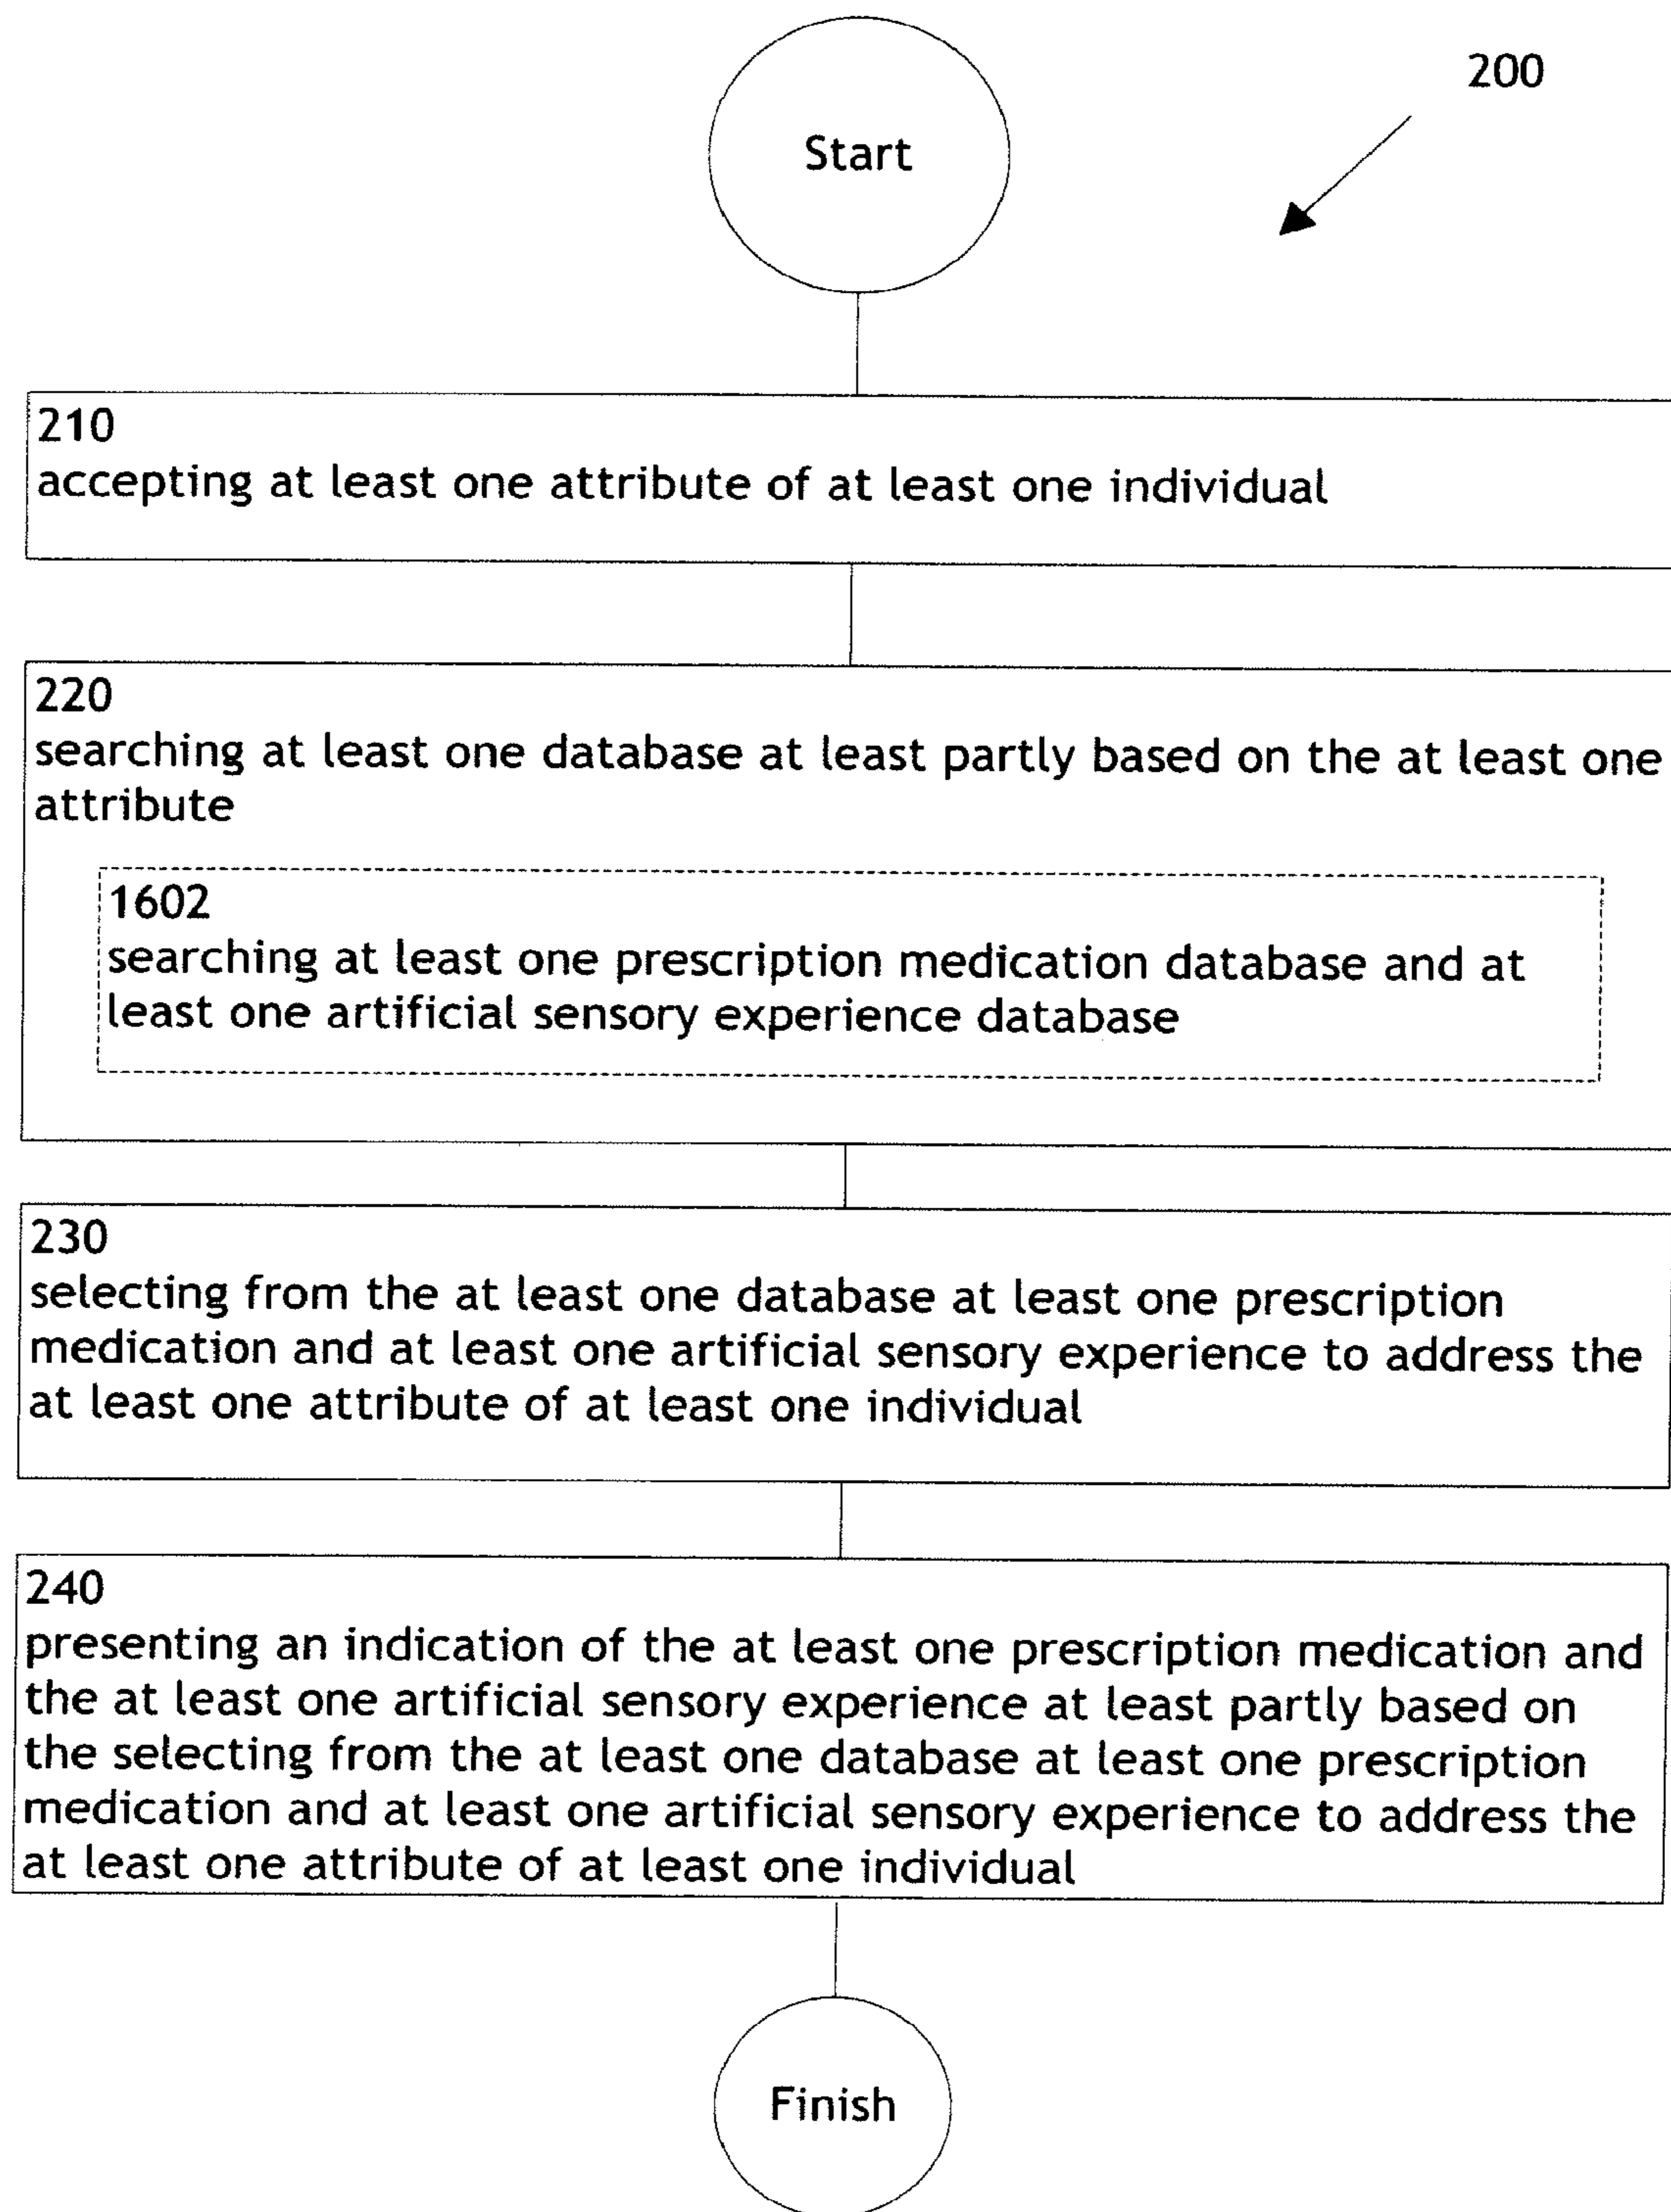 Start
200
210
accepting at least one attribute of at least one individual
220
searching at least one database at least partly based on the at least one
attribute
1602
searching at least one prescription medication database and at
least one artificial sensory experience database
230
selecting from the at least one database at least one prescription
medication and at least one artificial sensory experience to address the
at least one attribute of at least one individual
240
presenting an indication of the at least one prescription medication and
the at least one artificial sensory experience at least partly based on
the selecting from the at least one database at least one prescription
medication and at least one artificial sensory experience to address the
at least one attribute of at least one individual
Finish